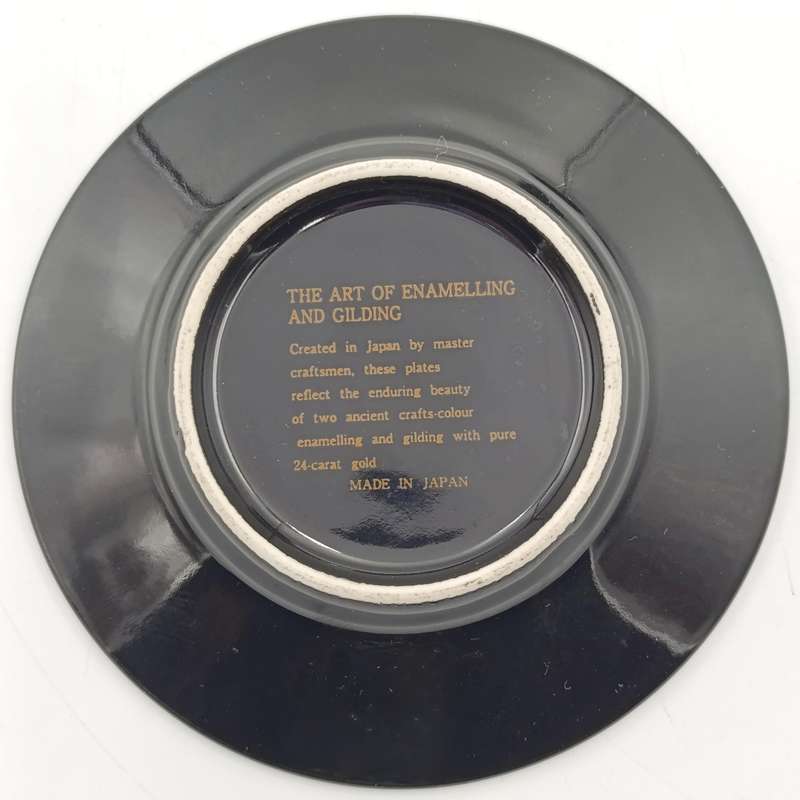 THE ART OF ENAMELLING
AND GILDING
Created in Japan by master
craftsmen, these plates
reflect the enduring beauty
of two ancient crafts-colour
enamelling and gilding with pure
24-carat gold
MADE IN JAPAN